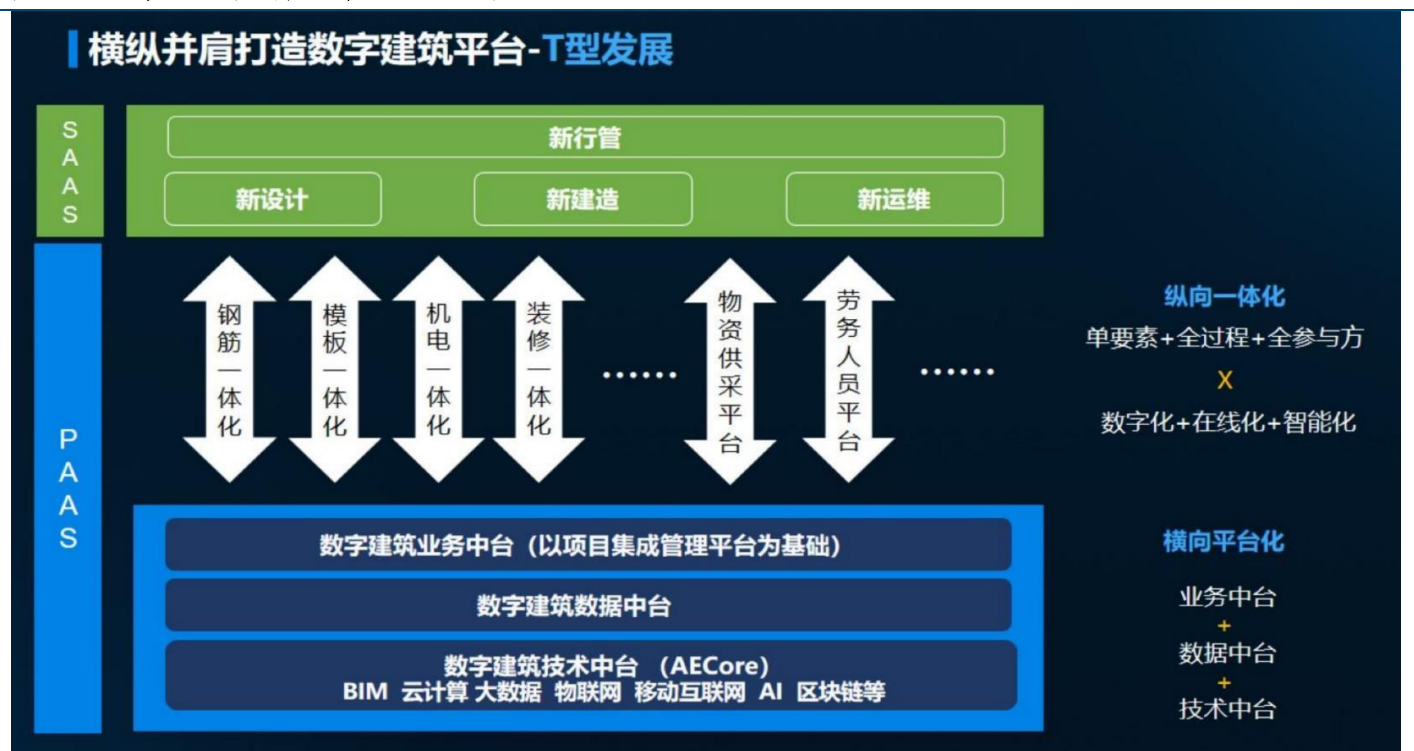 横纵并肩打造数字建筑平台-T型发展
SAAS
新行管
新设计
新建造
新运维
PAAS
钢筋一体化
模板一体化
机电一体化
装修一体化
······
物资供采平台
劳务人员平台
······
纵向一体化
单要素+全过程+全参与方
X
数字化+在线化+智能化
数字建筑业务中台（以项目集成管理平台为基础）
数字建筑数据中台
数字建筑技术中台 （AECore）
BIM 云计算 大数据 物联网 移动互联网 AI 区块链等
横向平台化
业务中台
+
数据中台
+
技术中台